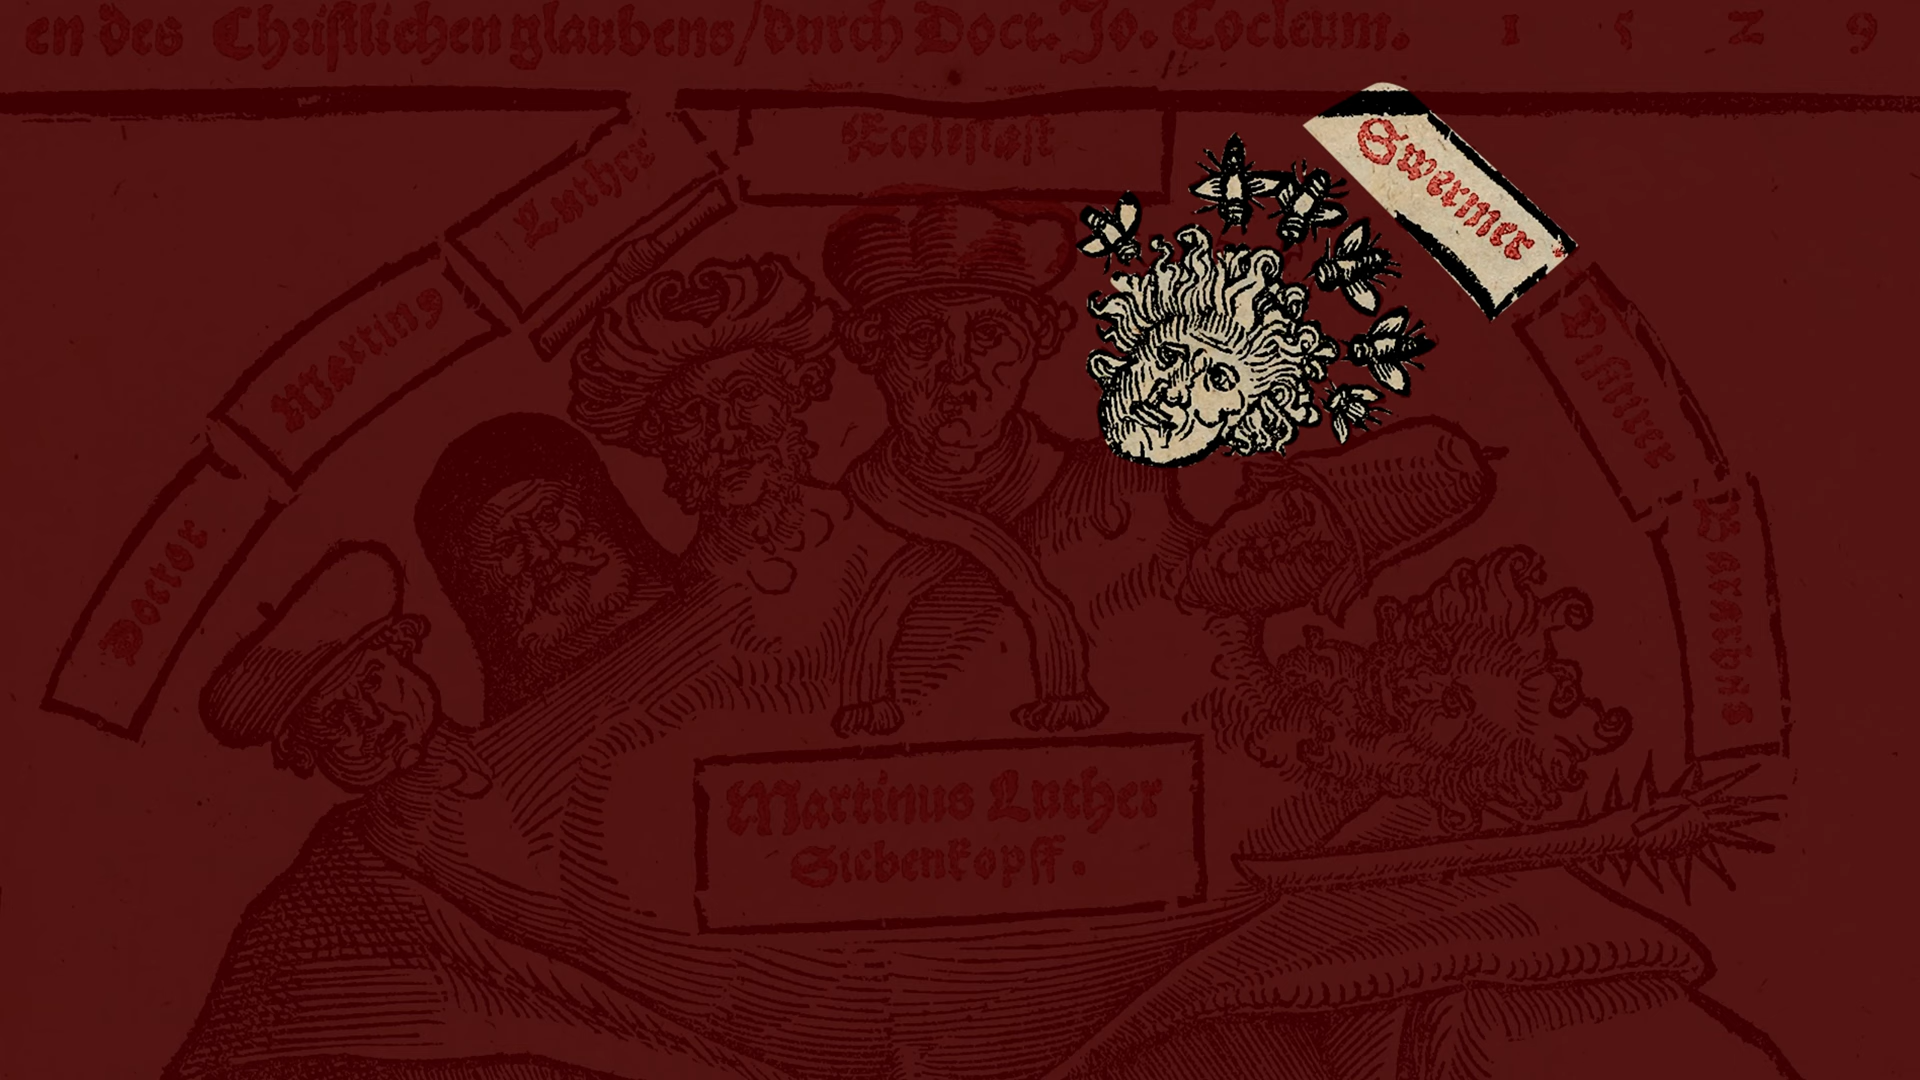 en des Christlichen glaubens/durch Doct. Jo. Cocleum. 1 5 2 9
Doctor
Martinꝰ
Luther
Ecclesiast
Swermer
Visitirer
Barrabas
Martinus Luther
Siebenkopff.